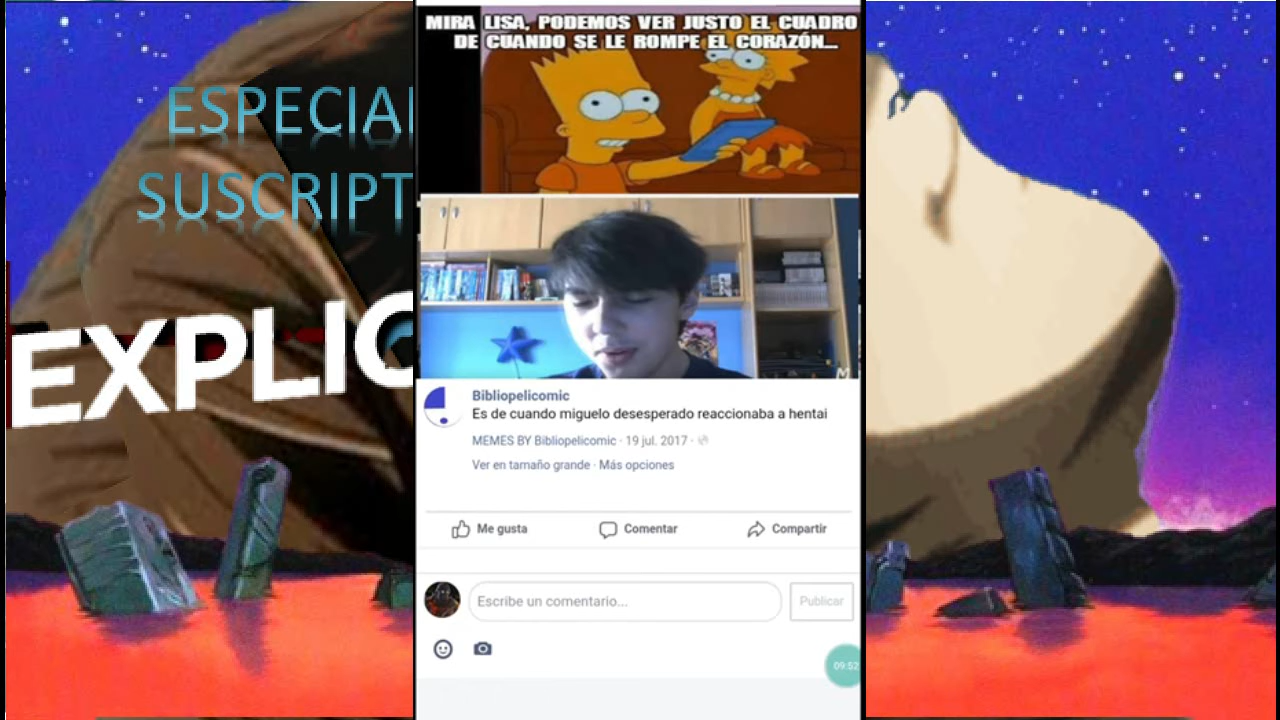 ESPECIAL
SUSCRIPT
EXPLIC
MIRA LISA, PODEMOS VER JUSTO EL CUADRO
DE CUANDO SE LE ROMPE EL CORAZÓN...
Bibliopelicomic
Es de cuando miguelo desesperado reaccionaba a hentai
MEMES BY Bibliopelicomic · 19 jul. 2017 ·
Ver en tamaño grande · Más opciones
Me gusta
Comentar
Compartir
Escribe un comentario...
Publicar
09:52